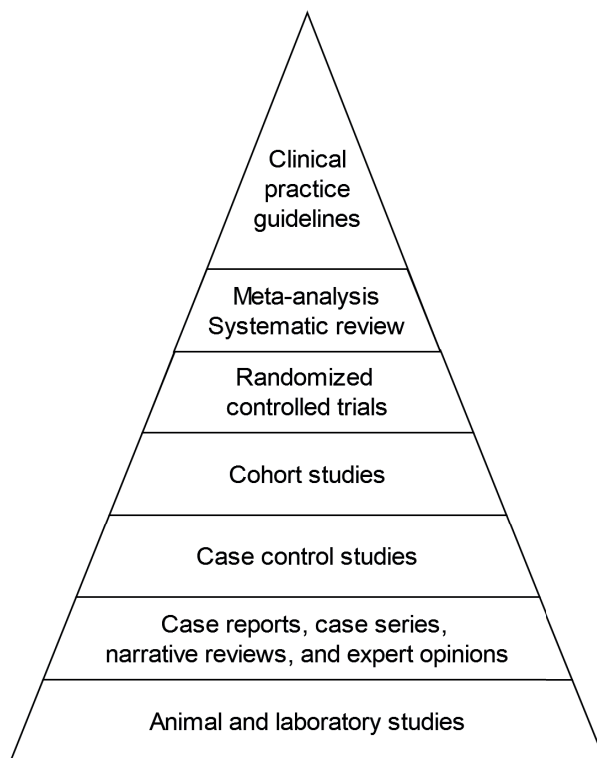 Clinical
practice
guidelines
Meta-analysis
Systematic review
Randomized
controlled trials
Cohort studies
Case control studies
Case reports, case series,
narrative reviews, and expert opinions
Animal and laboratory studies